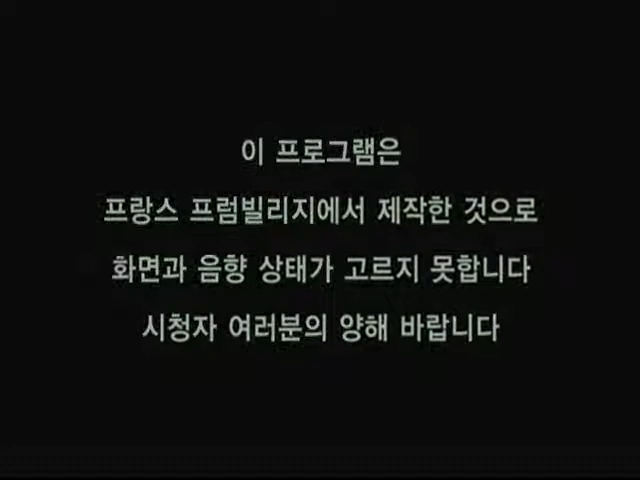 이 프로그램은
프랑스 프럼빌리지에서 제작한 것으로
화면과 음향 상태가 고르지 못합니다
시청자 여러분의 양해 바랍니다